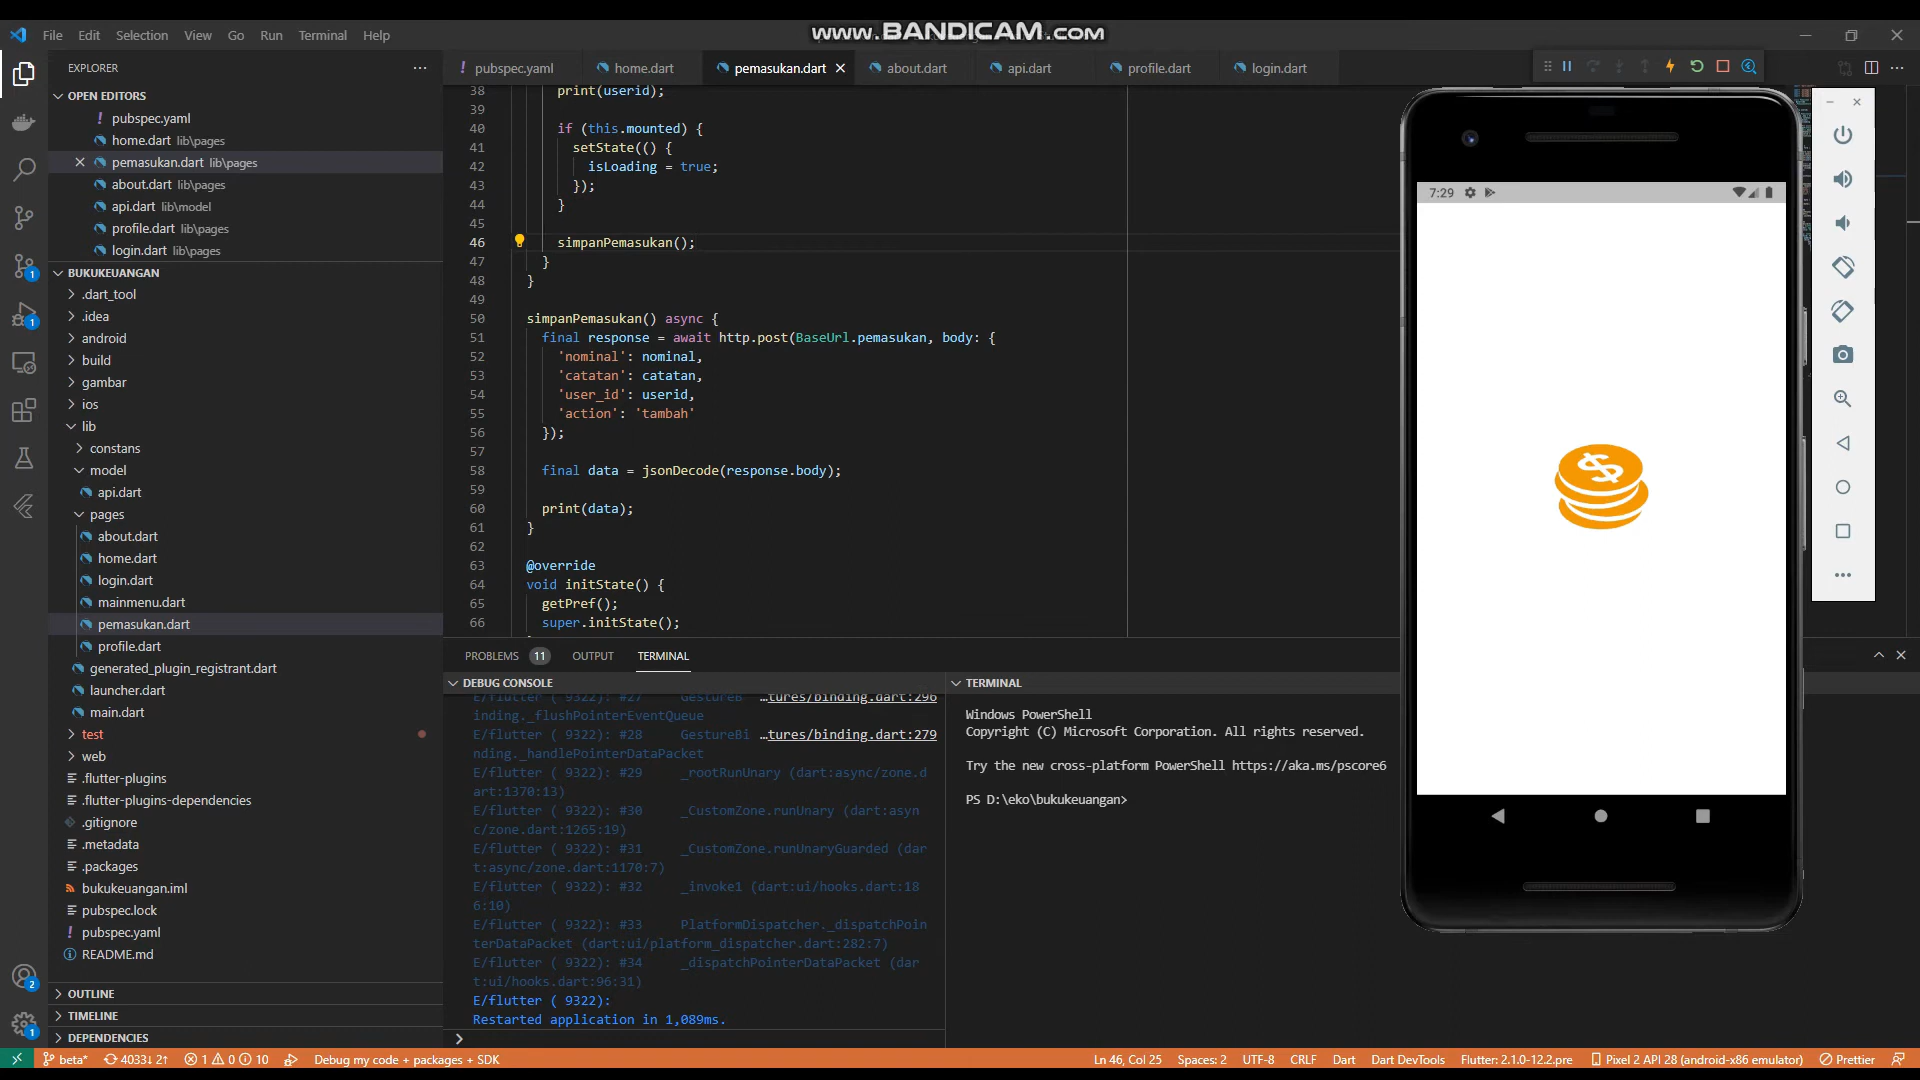 www.BANDICAM.com
File Edit Selection View Go Run Terminal Help
EXPLORER
OPEN EDITORS
pubspec.yaml
home.dart lib\pages
pemasukan.dart lib\pages
about.dart lib\pages
api.dart lib\model
profile.dart lib\pages
login.dart lib\pages
BUKUKEUANGAN
.dart_tool
.idea
android
build
gambar
ios
lib
constans
model
api.dart
pages
about.dart
home.dart
login.dart
mainmenu.dart
pemasukan.dart
profile.dart
generated_plugin_registrant.dart
launcher.dart
main.dart
test
web
.flutter-plugins
.flutter-plugins-dependencies
.gitignore
.metadata
.packages
bukukeuangan.iml
pubspec.lock
pubspec.yaml
README.md
OUTLINE
TIMELINE
DEPENDENCIES
pubspec.yaml home.dart pemasukan.dart about.dart api.dart profile.dart login.dart
38 print(userid);
39
40 if (this.mounted) {
41 setState(() {
42 isLoading = true;
43 });
44 }
45
46 simpanPemasukan();
47 }
48 }
49
50 simpanPemasukan() async {
51 final response = await http.post(BaseUrl.pemasukan, body: {
52 'nominal': nominal,
53 'catatan': catatan,
54 'user_id': userid,
55 'action': 'tambah'
56 });
57
58 final data = jsonDecode(response.body);
59
60 print(data);
61 }
62
63 @override
64 void initState() {
65 getPref();
66 super.initState();
PROBLEMS 11 OUTPUT TERMINAL
DEBUG CONSOLE
E/flutter ( 9322): #27 GestureB …tures/binding.dart:296
inding._flushPointerEventQueue
E/flutter ( 9322): #28 GestureBi …tures/binding.dart:279
nding._handlePointerDataPacket
E/flutter ( 9322): #29 _rootRunUnary (dart:async/zone.d
art:1370:13)
E/flutter ( 9322): #30 _CustomZone.runUnary (dart:asyn
c/zone.dart:1265:19)
E/flutter ( 9322): #31 _CustomZone.runUnaryGuarded (dar
t:async/zone.dart:1170:7)
E/flutter ( 9322): #32 _invoke1 (dart:ui/hooks.dart:18
6:10)
E/flutter ( 9322): #33 PlatformDispatcher._dispatchPoin
terDataPacket (dart:ui/platform_dispatcher.dart:282:7)
E/flutter ( 9322): #34 _dispatchPointerDataPacket (dar
t:ui/hooks.dart:96:31)
E/flutter ( 9322):
Restarted application in 1,089ms.
TERMINAL
Windows PowerShell
Copyright (C) Microsoft Corporation. All rights reserved.
Try the new cross-platform PowerShell https://aka.ms/pscore6
PS D:\eko\bukukeuangan>
7:29
$
1
1
2
1
beta* 4033↓ 2↑ 1 0 10 Debug my code + packages + SDK Ln 46, Col 25 Spaces: 2 UTF-8 CRLF Dart Dart DevTools Flutter: 2.1.0-12.2.pre Pixel 2 API 28 (android-x86 emulator) Prettier